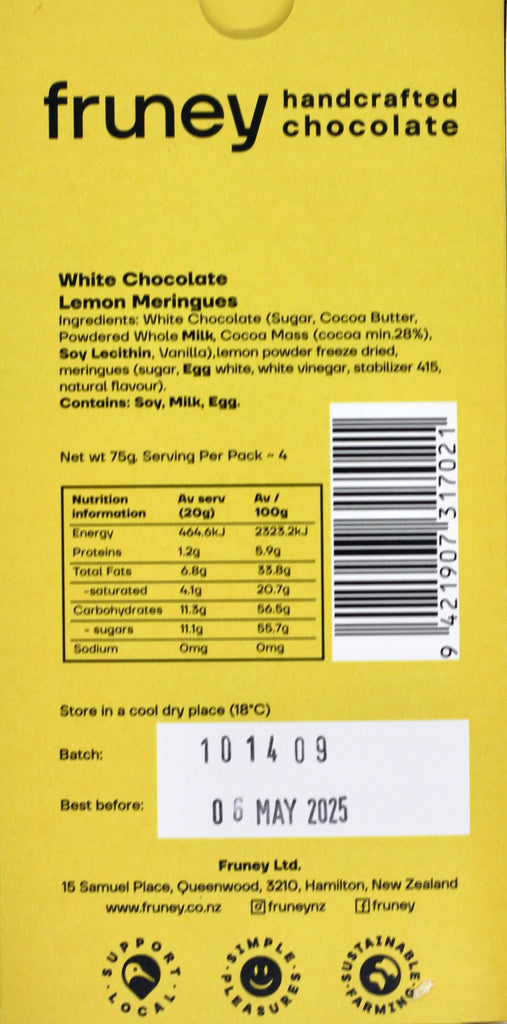 fruney handcrafted
chocolate
White Chocolate
Lemon Meringues
Ingredients: White Chocolate (Sugar, Cocoa Butter,
Powdered Whole Milk, Cocoa Mass (cocoa min.28%),
Soy Lecithin, Vanilla),lemon powder freeze dried,
meringues (sugar, Egg white, white vinegar, stabilizer 415,
natural flavour).
Contains: Soy, Milk, Egg.
Net wt 75g. Serving Per Pack ~ 4
Nutrition Av serv Av /
information (20g) 100g
Energy 464.6kJ 2323.2kJ
Proteins 1.2g 5.9g
Total Fats 6.8g 33.8g
-saturated 4.1g 20.7g
Carbohydrates 11.3g 56.5g
- sugars 11.1g 55.7g
Sodium 0mg 0mg
9 421907 317021
Store in a cool dry place (18°C)
Batch: 101409
Best before: 06 MAY 2025
Fruney Ltd.
15 Samuel Place, Queenwood, 3210, Hamilton, New Zealand
www.fruney.co.nz fruneynz fruney
SUPPORT · LOCAL ·
SIMPLE · PLEASURES ·
SUSTAINABLE · FARMING ·